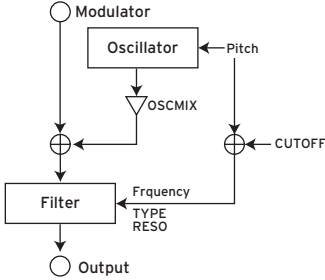 Modulator
Oscillator
Pitch
OSCMIX
CUTOFF
Filter
Frquency
TYPE
RESO
Output